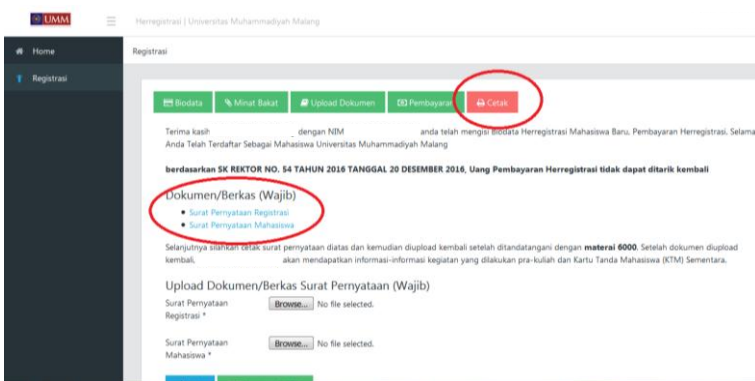 UMM
Herregistrasi | Universitas Muhammadiyah Malang
Home
Registrasi
Registrasi
Biodata
Minat Bakat
Upload Dokumen
Pembayaran
Cetak
Terima kasih dengan NIM anda telah mengisi Biodata Herregistrasi Mahasiswa Baru, Pembayaran Herregistrasi. Selama
Anda Telah Terdaftar Sebagai Mahasiswa Universitas Muhammadiyah Malang
berdasarkan SK REKTOR NO. 54 TAHUN 2016 TANGGAL 20 DESEMBER 2016, Uang Pembayaran Herregistrasi tidak dapat ditarik kembali
Dokumen/Berkas (Wajib)
Surat Pernyataan Registrasi
Surat Pernyataan Mahasiswa
Selanjutnya silahkan cetak surat pernyataan diatas dan kemudian diupload kembali setelah ditandatangani dengan materai 6000. Setelah dokumen diupload
kembali, akan mendapatkan informasi-informasi kegiatan yang dilakukan pra-kuliah dan Kartu Tanda Mahasiswa (KTM) Sementara.
Upload Dokumen/Berkas Surat Pernyataan (Wajib)
Surat Pernyataan
Registrasi *
Browse... No file selected.
Surat Pernyataan
Mahasiswa *
Browse... No file selected.